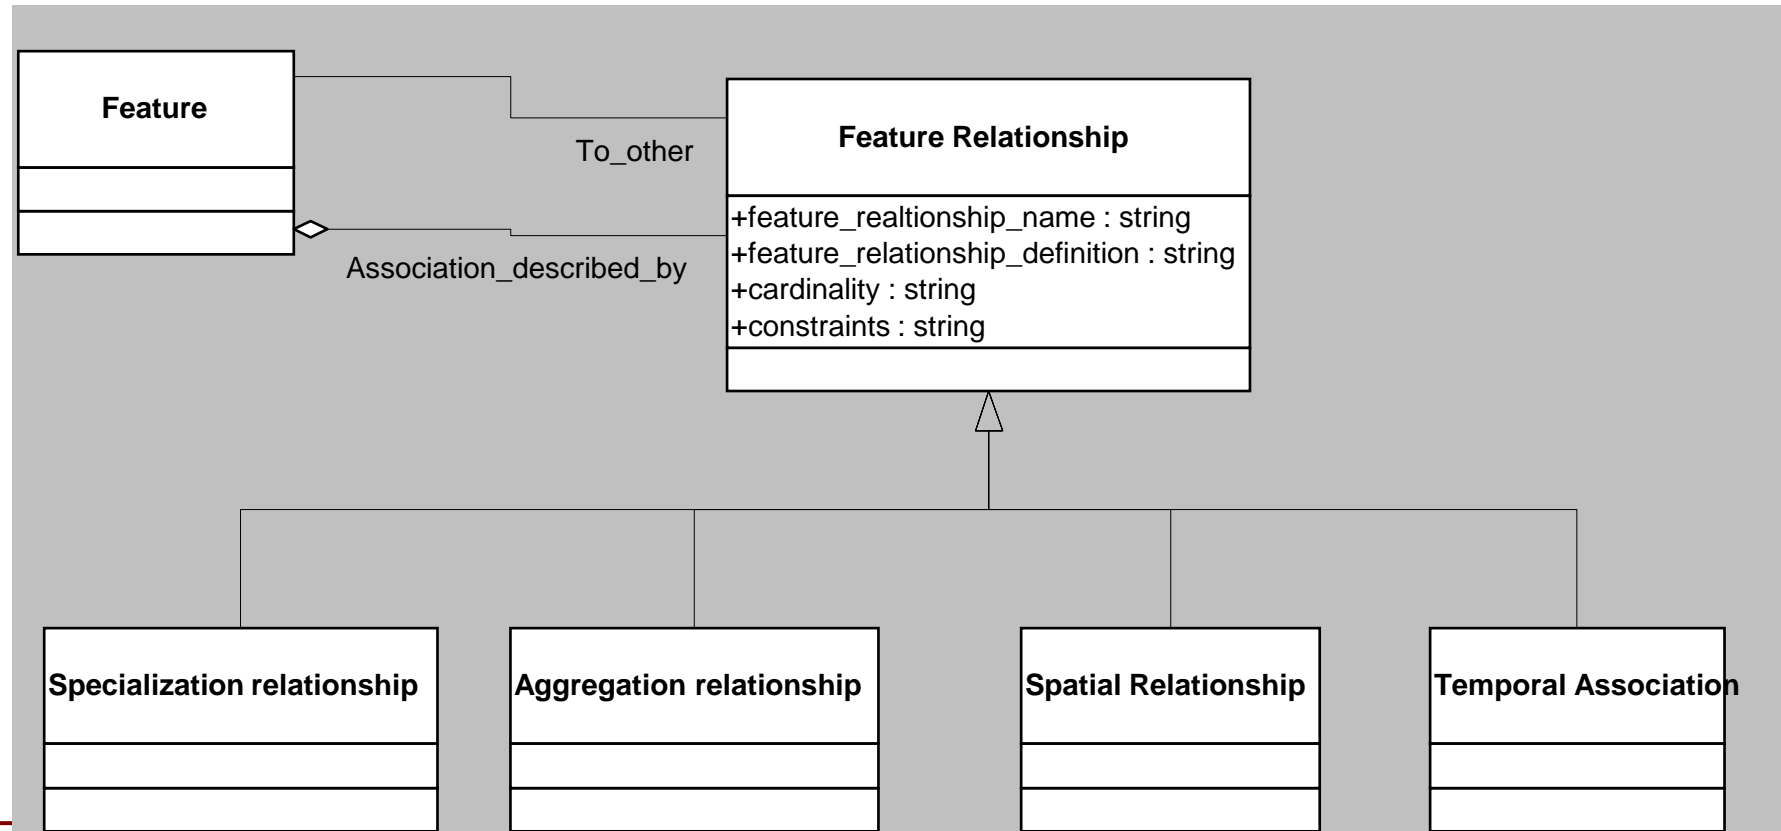 Feature
To_other
Association_described_by
Feature Relationship
+feature_realtionship_name : string
+feature_relationship_definition : string
+cardinality : string
+constraints : string
Specialization relationship
Aggregation relationship
Spatial Relationship
Temporal Association